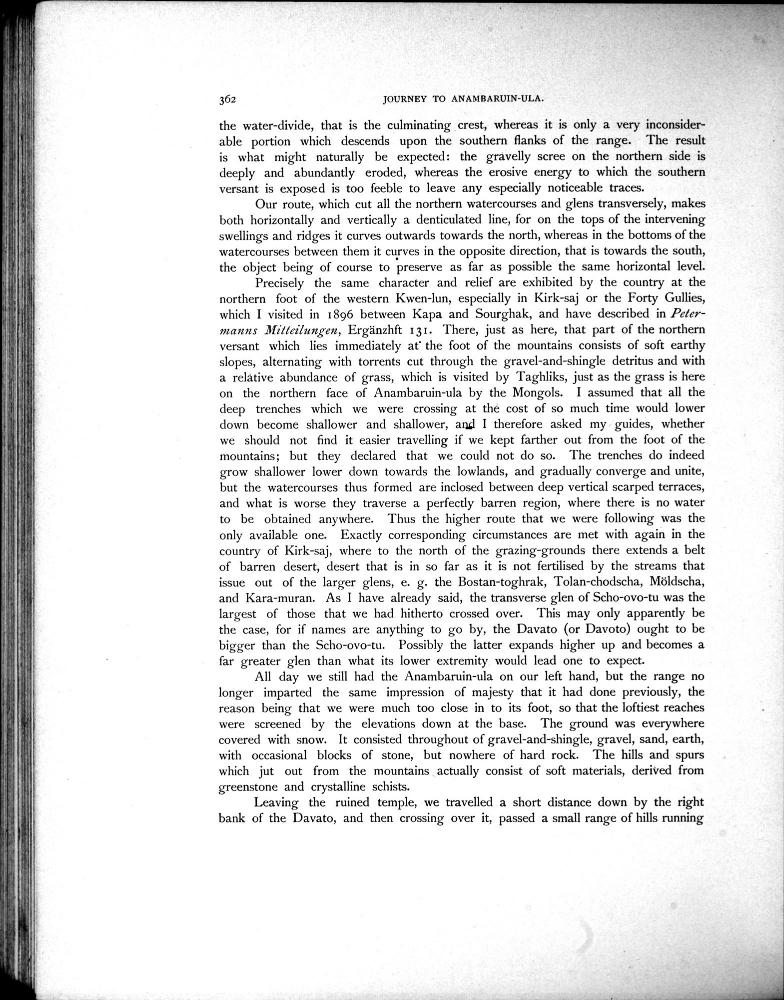 362
JOURNEY TO ANAMBARUIN-ULA.
the water-divide, that is the culminating crest, whereas it is only a very inconsider-
able portion which descends upon the southern flanks of the range. The result
is what might naturally be expected: the gravelly scree on the northern side is
deeply and abundantly eroded, whereas the erosive energy to which the southern
versant is exposed is too feeble to leave any especially noticeable traces.
Our route, which cut all the northern watercourses and glens transversely, makes
both horizontally and vertically a denticulated line, for on the tops of the intervening
swellings and ridges it curves outwards towards the north, whereas in the bottoms of the
watercourses between them it curves in the opposite direction, that is towards the south,
the object being of course to preserve as far as possible the same horizontal level.
Precisely the same character and relief are exhibited by the country at the
northern foot of the western Kwen-lun, especially in Kirk-saj or the Forty Gullies,
which I visited in 1896 between Kapa and Sourghak, and have described in Peter-
manns Mitteilungen, Ergänzhft 131. There, just as here, that part of the northern
versant which lies immediately at the foot of the mountains consists of soft earthy
slopes, alternating with torrents cut through the gravel-and-shingle detritus and with
a relative abundance of grass, which is visited by Taghliks, just as the grass is here
on the northern face of Anambaruin-ula by the Mongols. I assumed that all the
deep trenches which we were crossing at the cost of so much time would lower
down become shallower and shallower, and I therefore asked my guides, whether
we should not find it easier travelling if we kept farther out from the foot of the
mountains; but they declared that we could not do so. The trenches do indeed
grow shallower lower down towards the lowlands, and gradually converge and unite,
but the watercourses thus formed are inclosed between deep vertical scarped terraces,
and what is worse they traverse a perfectly barren region, where there is no water
to be obtained anywhere. Thus the higher route that we were following was the
only available one. Exactly corresponding circumstances are met with again in the
country of Kirk-saj, where to the north of the grazing-grounds there extends a belt
of barren desert, desert that is in so far as it is not fertilised by the streams that
issue out of the larger glens, e. g. the Bostan-toghrak, Tolan-chodscha, Möldscha,
and Kara-muran. As I have already said, the transverse glen of Scho-ovo-tu was the
largest of those that we had hitherto crossed over. This may only apparently be
the case, for if names are anything to go by, the Davato (or Davoto) ought to be
bigger than the Scho-ovo-tu. Possibly the latter expands higher up and becomes a
far greater glen than what its lower extremity would lead one to expect.
All day we still had the Anambaruin-ula on our left hand, but the range no
longer imparted the same impression of majesty that it had done previously, the
reason being that we were much too close in to its foot, so that the loftiest reaches
were screened by the elevations down at the base. The ground was everywhere
covered with snow. It consisted throughout of gravel-and-shingle, gravel, sand, earth,
with occasional blocks of stone, but nowhere of hard rock. The hills and spurs
which jut out from the mountains actually consist of soft materials, derived from
greenstone and crystalline schists.
Leaving the ruined temple, we travelled a short distance down by the right
bank of the Davato, and then crossing over it, passed a small range of hills running